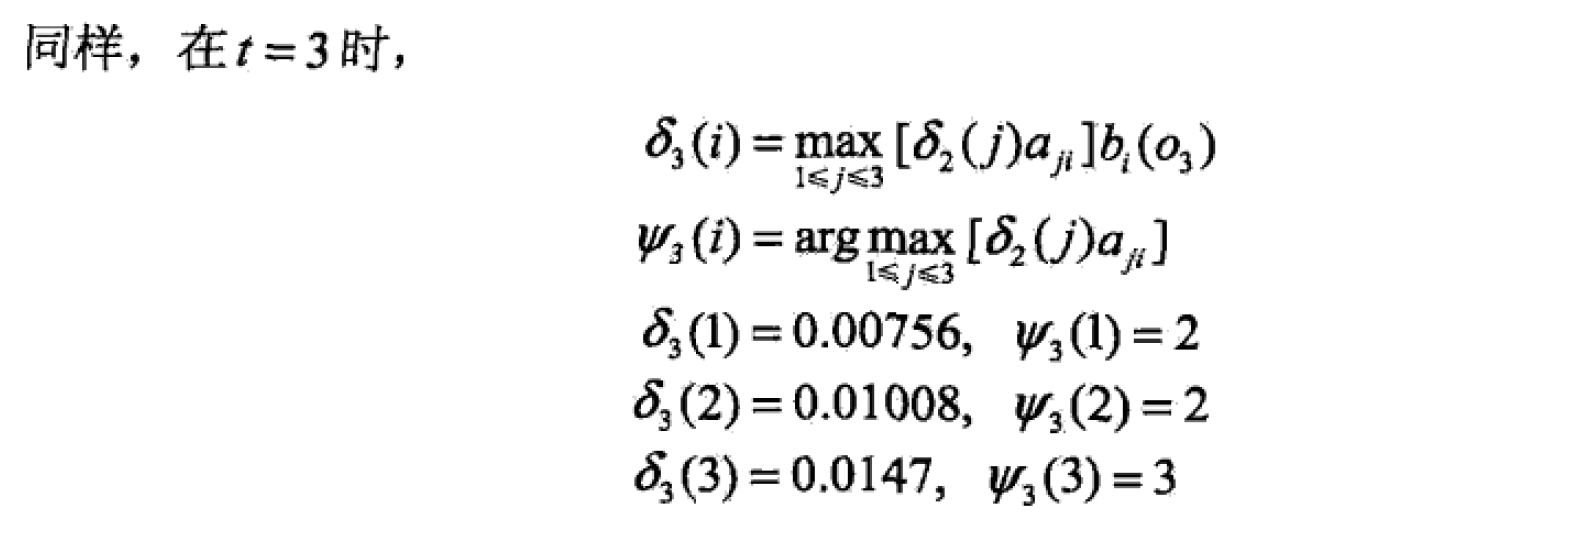 同样，在 t = 3 时，
δ₃(i) = max [δ₂(j)aⱼᵢ]bᵢ(o₃)
1≤j≤3
ψ₃(i) = arg max [δ₂(j)aⱼᵢ]
1≤j≤3
δ₃(1) = 0.00756, ψ₃(1) = 2
δ₃(2) = 0.01008, ψ₃(2) = 2
δ₃(3) = 0.0147, ψ₃(3) = 3